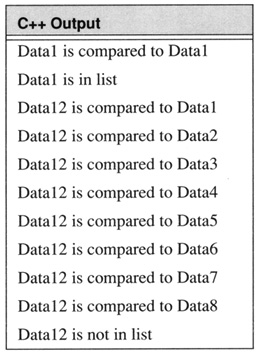 C++ Output
Data1 is compared to Data1
Data1 is in list
Data12 is compared to Data1
Data12 is compared to Data2
Data12 is compared to Data3
Data12 is compared to Data4
Data12 is compared to Data5
Data12 is compared to Data6
Data12 is compared to Data7
Data12 is compared to Data8
Data12 is not in list